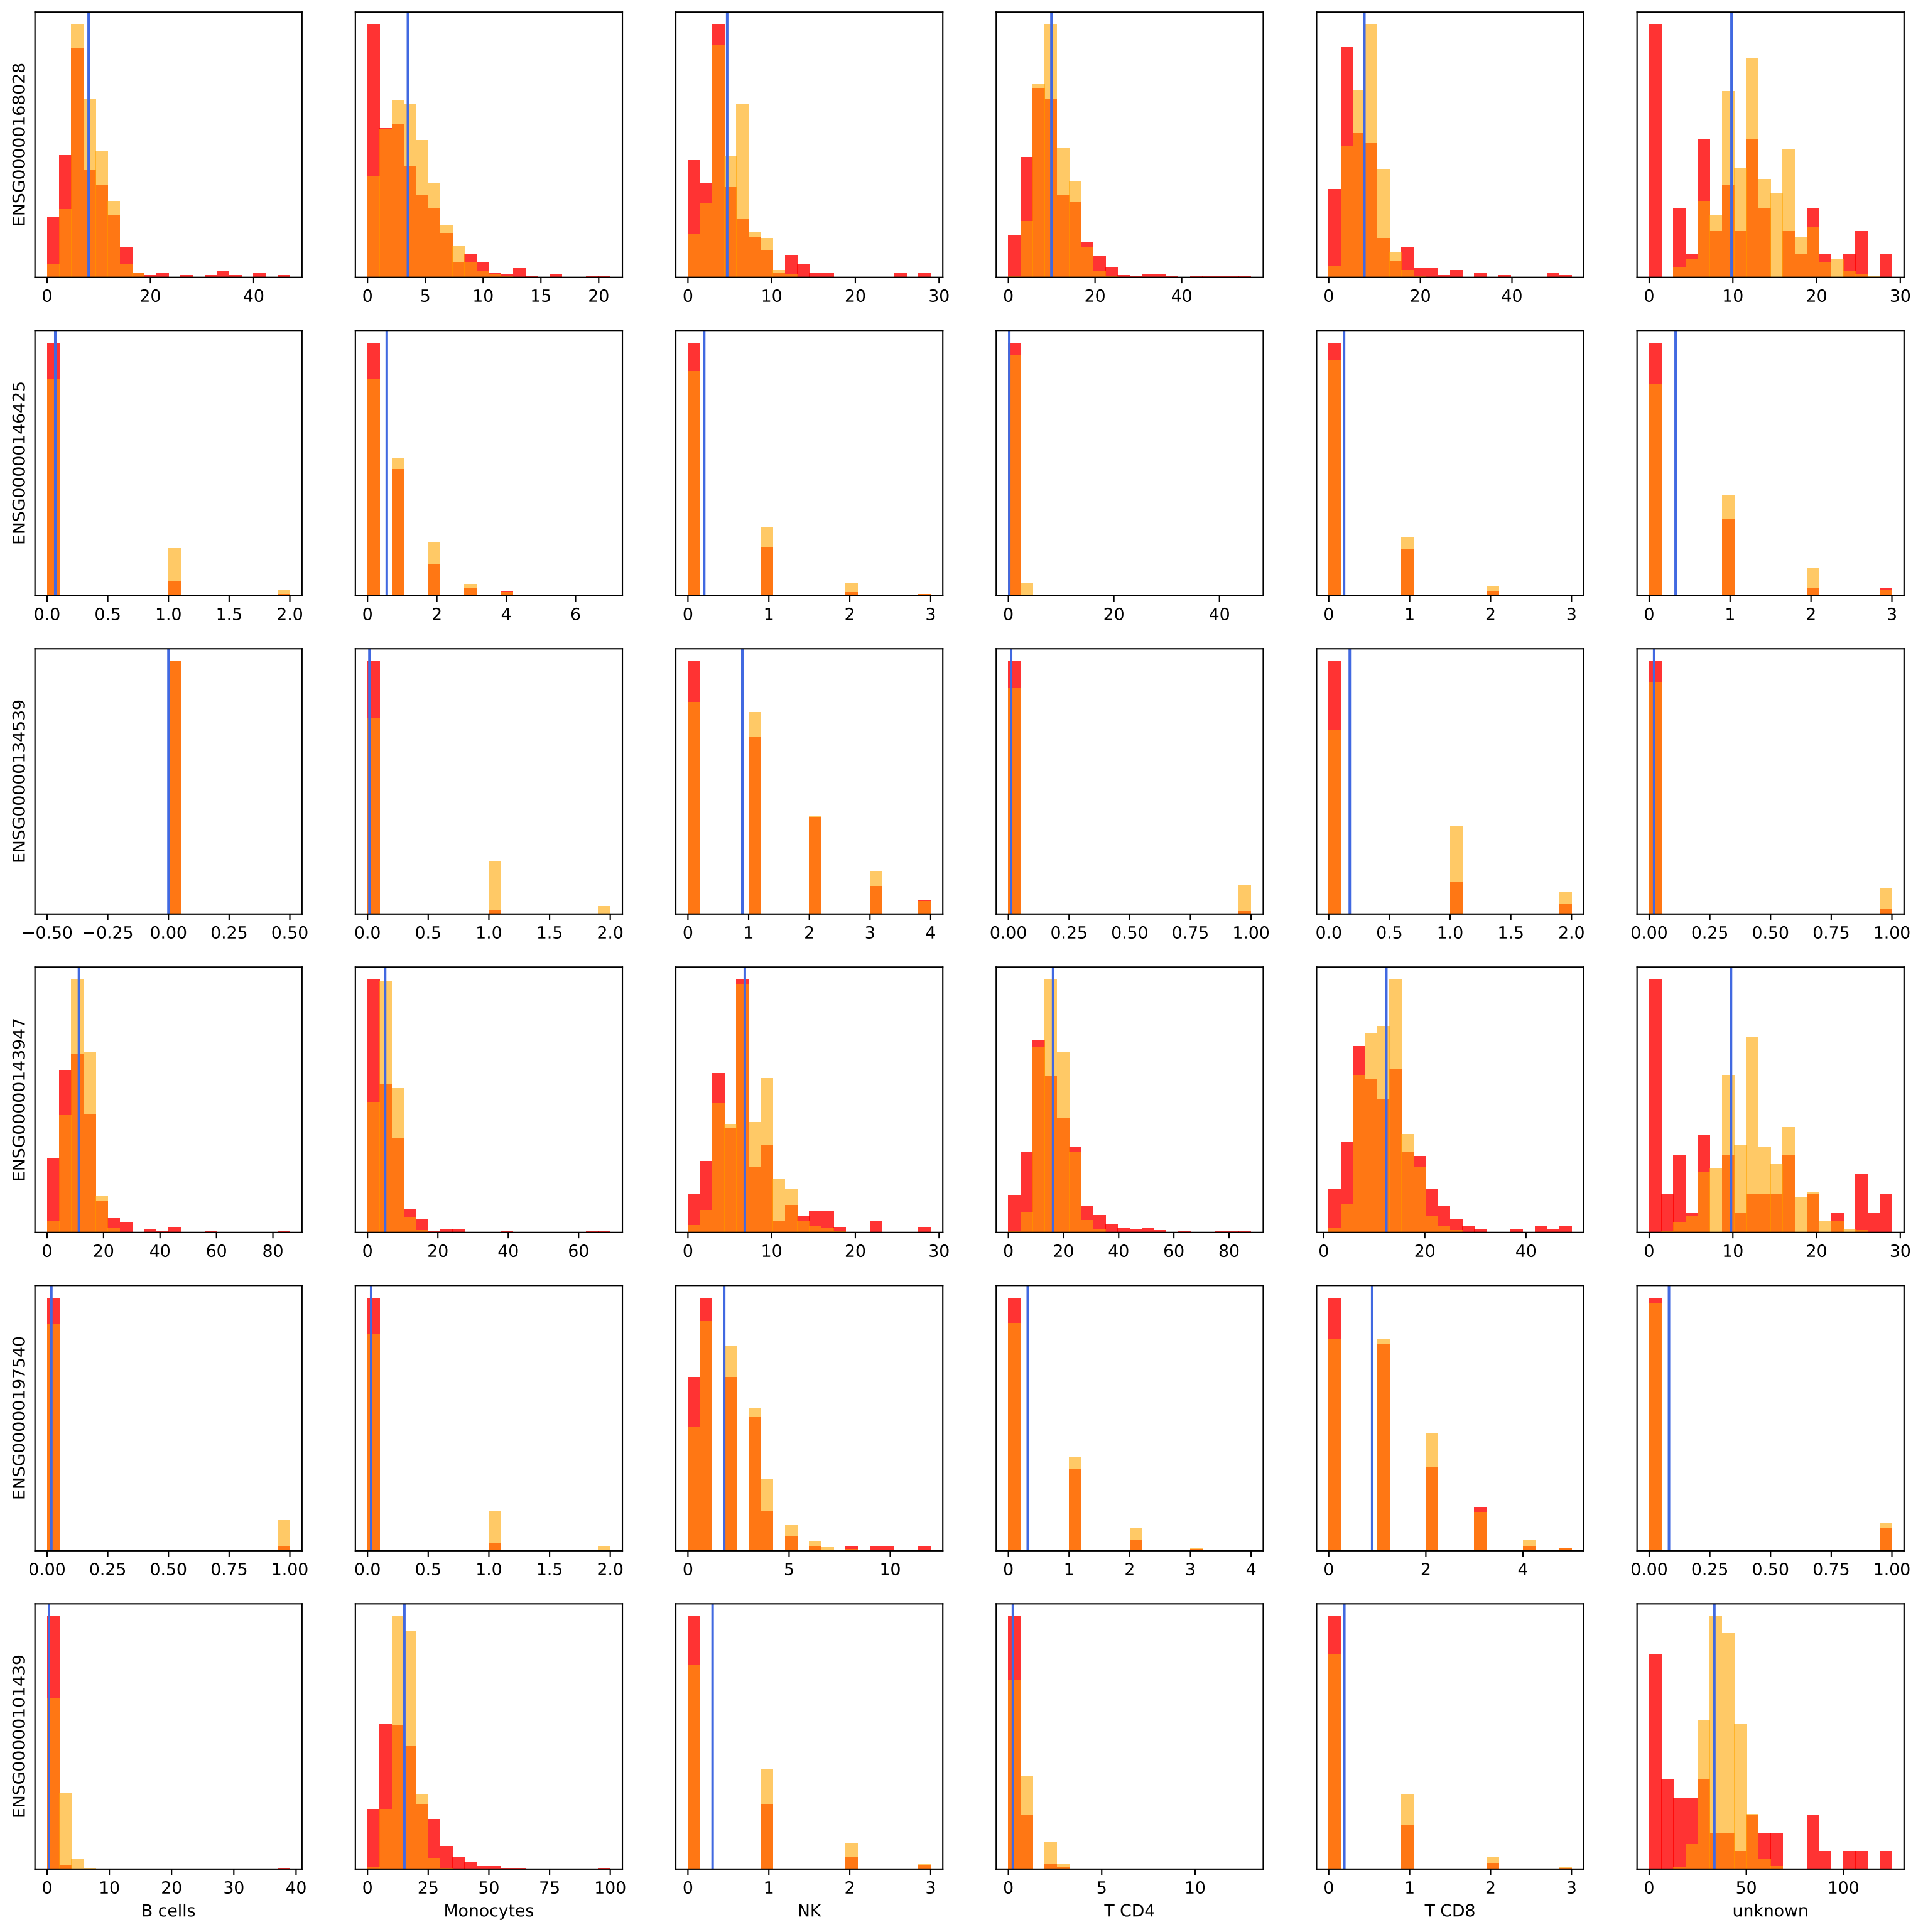 ENSG00000168028
0 20 40
0 5 10 15 20
0 10 20 30
0 20 40
0 20 40
0 10 20 30
ENSG00000146425
0.0 0.5 1.0 1.5 2.0
0 2 4 6
0 1 2 3
0 20 40
0 1 2 3
0 1 2 3
ENSG00000134539
−0.50 −0.25 0.00 0.25 0.50
0.0 0.5 1.0 1.5 2.0
0 1 2 3 4
0.00 0.25 0.50 0.75 1.00
0.0 0.5 1.0 1.5 2.0
0.00 0.25 0.50 0.75 1.00
ENSG00000143947
0 20 40 60 80
0 20 40 60
0 10 20 30
0 20 40 60 80
0 20 40
0 10 20 30
ENSG00000197540
0.00 0.25 0.50 0.75 1.00
0.0 0.5 1.0 1.5 2.0
0 5 10
0 1 2 3 4
0 2 4
0.00 0.25 0.50 0.75 1.00
ENSG00000101439
0 10 20 30 40
0 25 50 75 100
0 1 2 3
0 5 10
0 1 2 3
0 50 100
B cells
Monocytes
NK
T CD4
T CD8
unknown